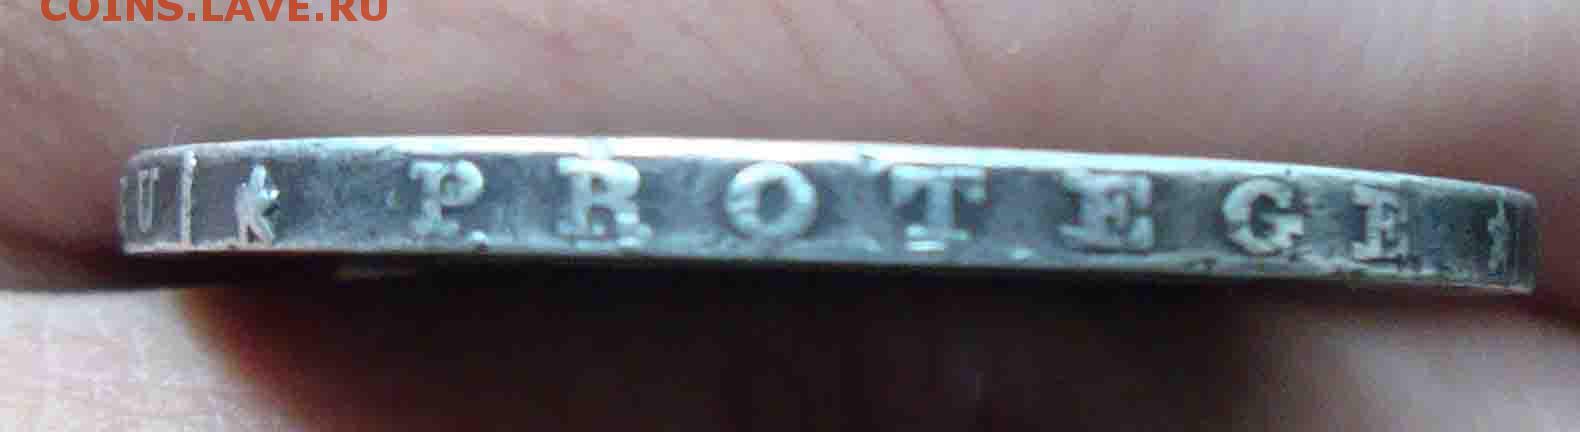 COINS.LAVE.RU
U ★ PROTEGE ★